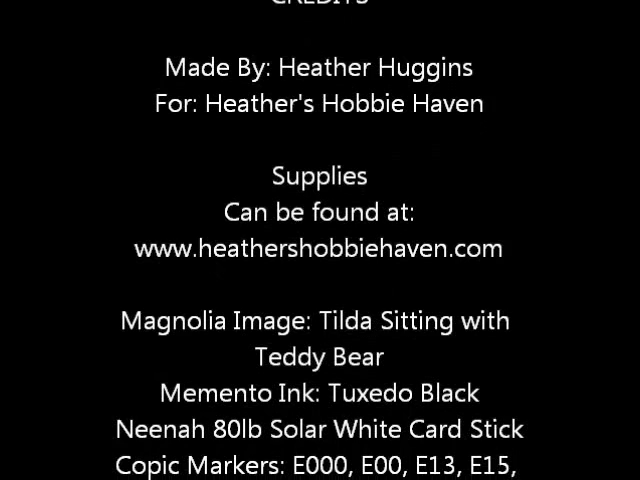 CREDITS
Made By: Heather Huggins
For: Heather's Hobbie Haven
Supplies
Can be found at:
www.heathershobbiehaven.com
Magnolia Image: Tilda Sitting with
Teddy Bear
Memento Ink: Tuxedo Black
Neenah 80lb Solar White Card Stick
Copic Markers: E000, E00, E13, E15,